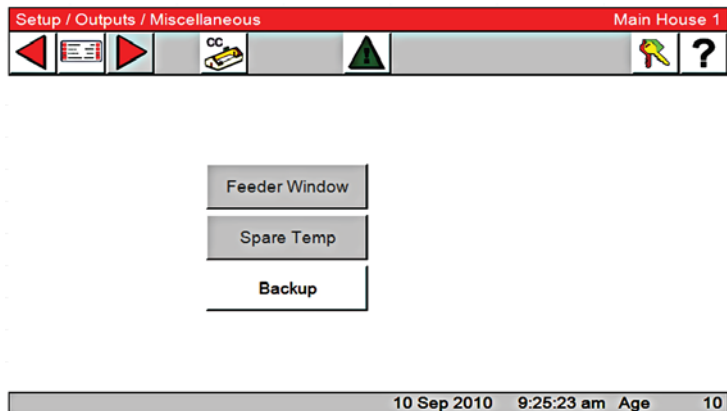 Setup / Outputs / Miscellaneous Main House 1
CC
?
Feeder Window
Spare Temp
Backup
10 Sep 2010 9:25:23 am Age 10